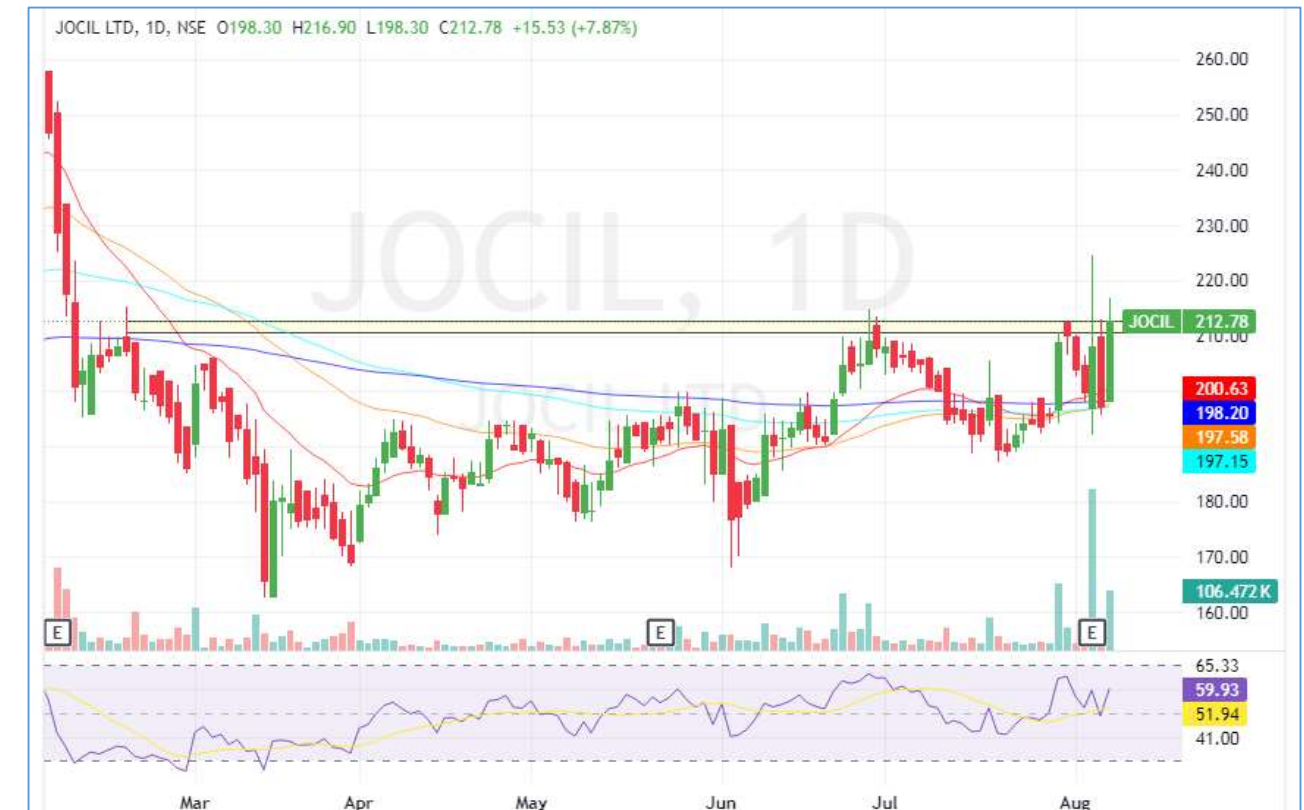 JOCIL LTD, 1D, NSE O198.30 H216.90 L198.30 C212.78 +15.53 (+7.87%)
260.00
250.00
240.00
230.00
JOCIL, 1D
220.00
JOCIL 212.78
210.00
JOCIL LTD
200.63
198.20
197.58
197.15
180.00
170.00
106.472 K
160.00
E E E
65.33
59.93
51.94
41.00
Mar Apr May Jun Jul Aug